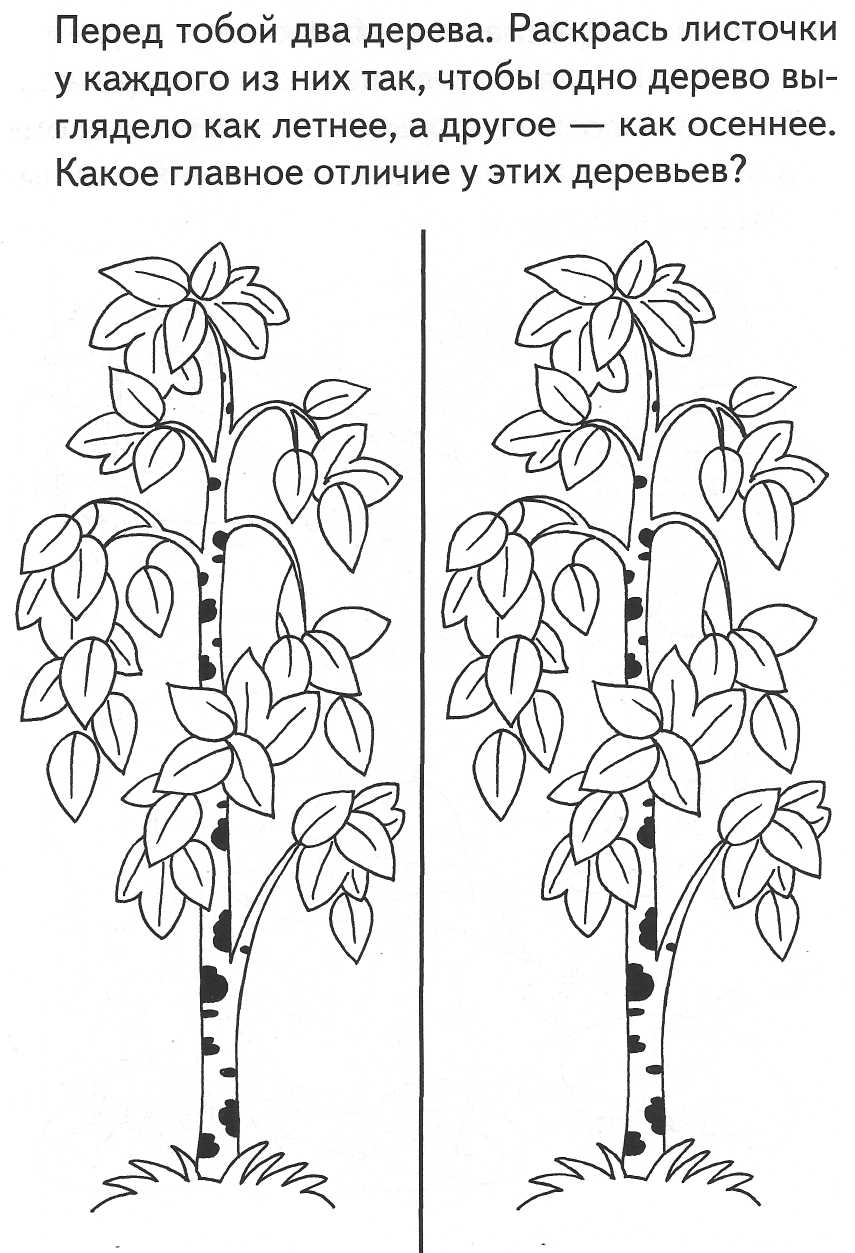 Перед тобой два дерева. Раскрась листочки
у каждого из них так, чтобы одно дерево вы-
глядело как летнее, а другое — как осеннее.
Какое главное отличие у этих деревьев?